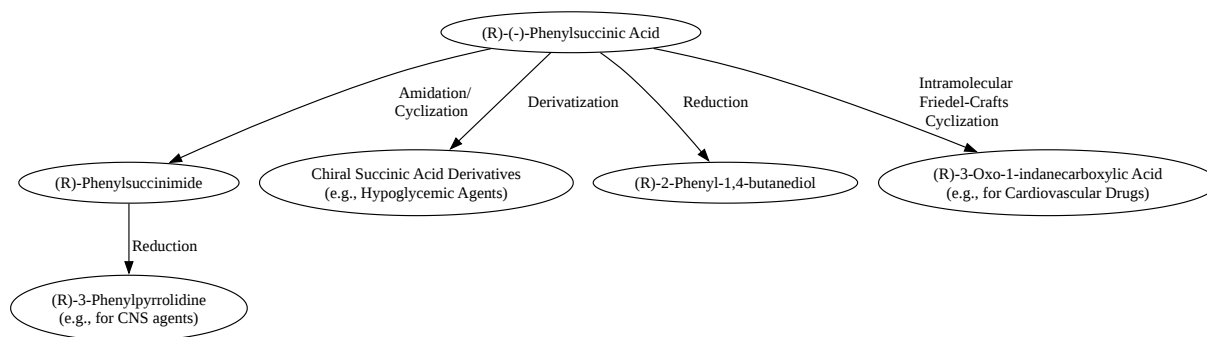 (R)-(-)-Phenylsuccinic Acid
Amidation/
Cyclization
Derivatization
Reduction
Intramolecular
Friedel-Crafts
Cyclization
(R)-Phenylsuccinimide
Chiral Succinic Acid Derivatives
(e.g., Hypoglycemic Agents)
(R)-2-Phenyl-1,4-butanediol
(R)-3-Oxo-1-indanecarboxylic Acid
(e.g., for Cardiovascular Drugs)
Reduction
(R)-3-Phenylpyrrolidine
(e.g., for CNS agents)